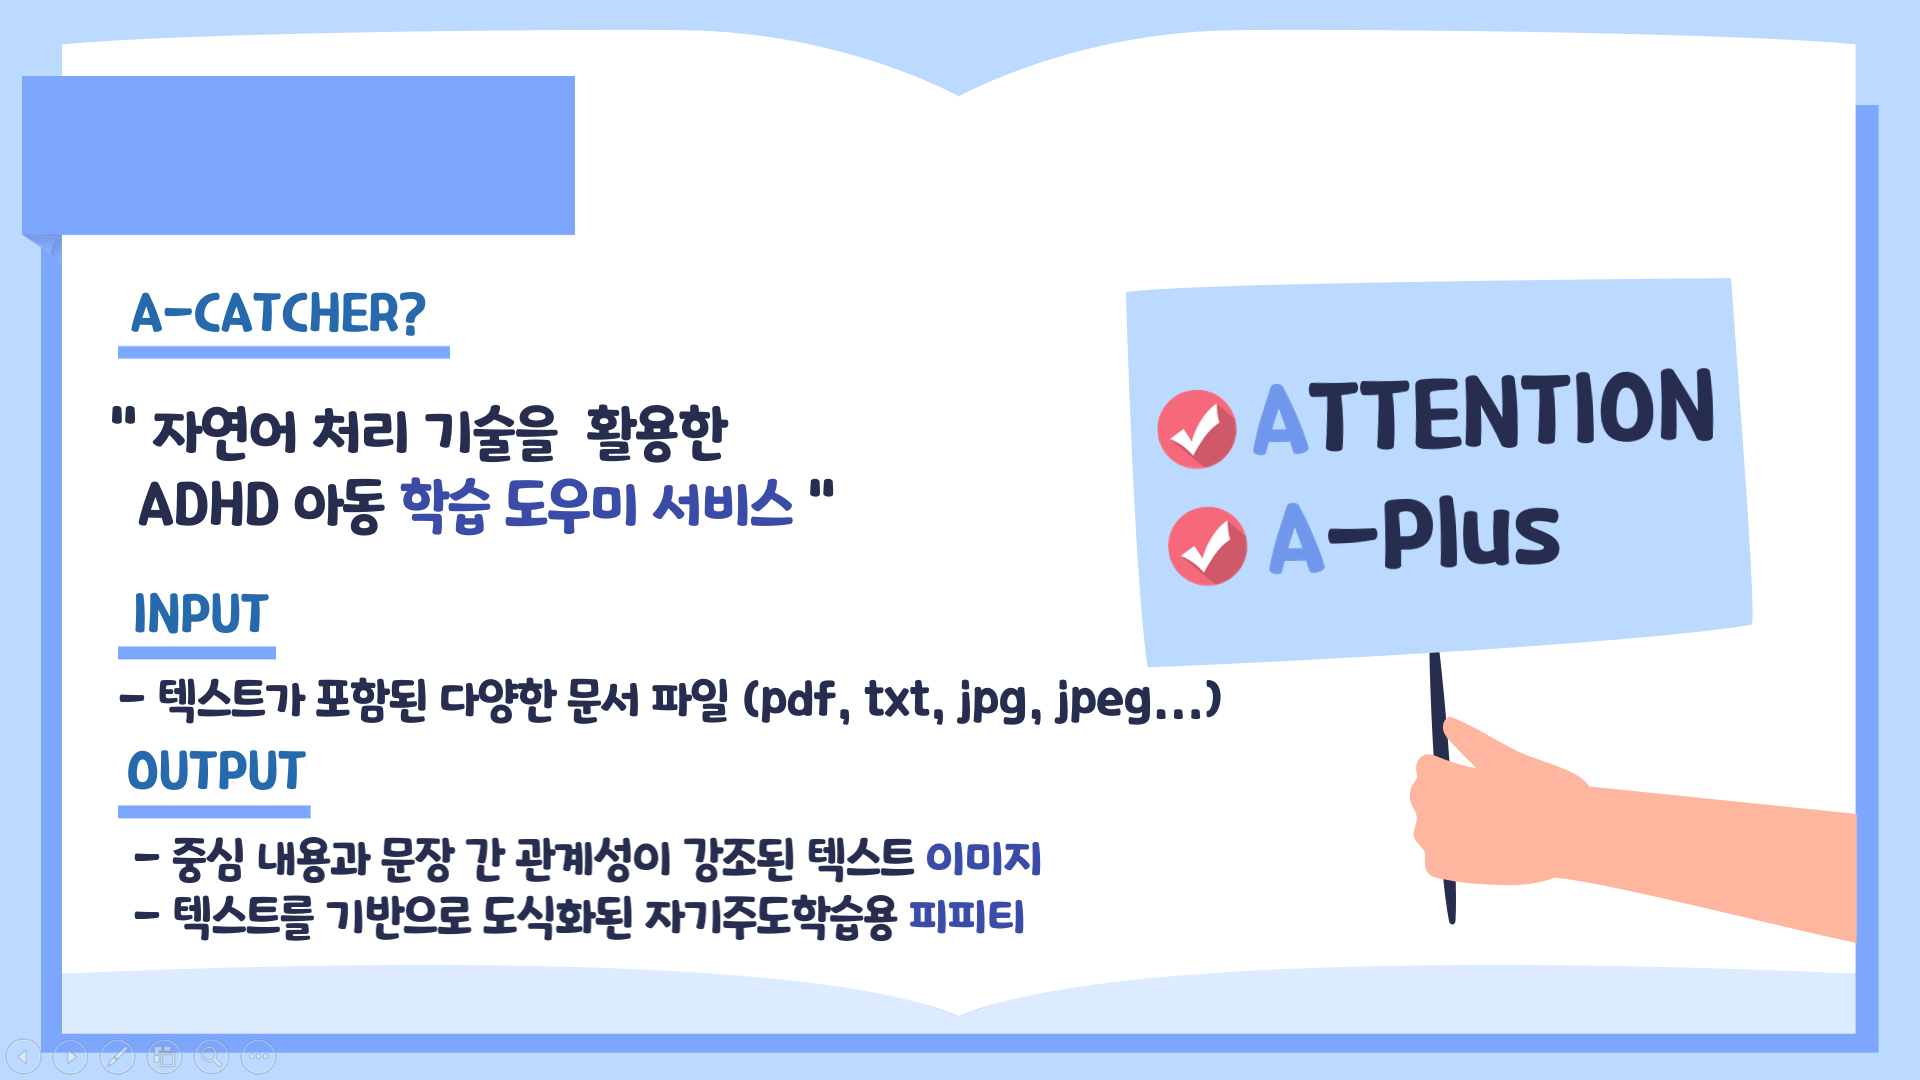 A-CATCHER?
" 자연어 처리 기술을  활용한
ADHD 아동 학습 도우미 서비스 "
INPUT
- 텍스트가 포함된 다양한 문서 파일 (pdf, txt, jpg, jpeg...)
OUTPUT
- 중심 내용과 문장 간 관계성이 강조된 텍스트 이미지
- 텍스트를 기반으로 도식화된 자기주도학습용 피피티
ATTENTION
A-Plus